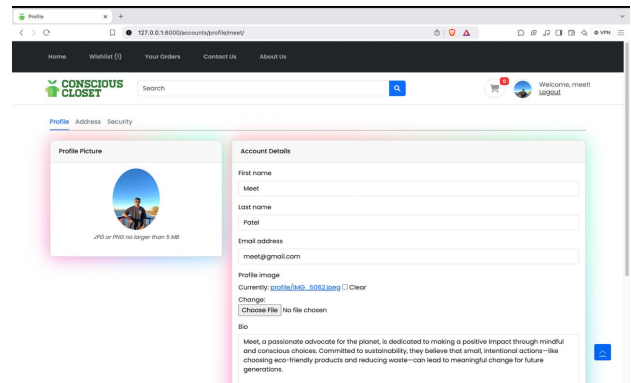 Profile
127.0.0.1:8000/accounts/profile/meet/
VPN
Home Wishlist (1) Your Orders Contact Us About Us
CONSCIOUS
CLOSET
Search
0
Welcome, meet!
Logout
Profile Address Security
Profile Picture
JPG or PNG no larger than 5 MB
Account Details
First name
Meet
Last name
Patel
Email address
meet@gmail.com
Profile image
Currently: profile/IMG_5062.jpeg Clear
Change:
Choose File No file chosen
Bio
Meet, a passionate advocate for the planet, is dedicated to making a positive impact through mindful
and conscious choices. Committed to sustainability, they believe that small, intentional actions—like
choosing eco-friendly products and reducing waste—can lead to meaningful change for future
generations.